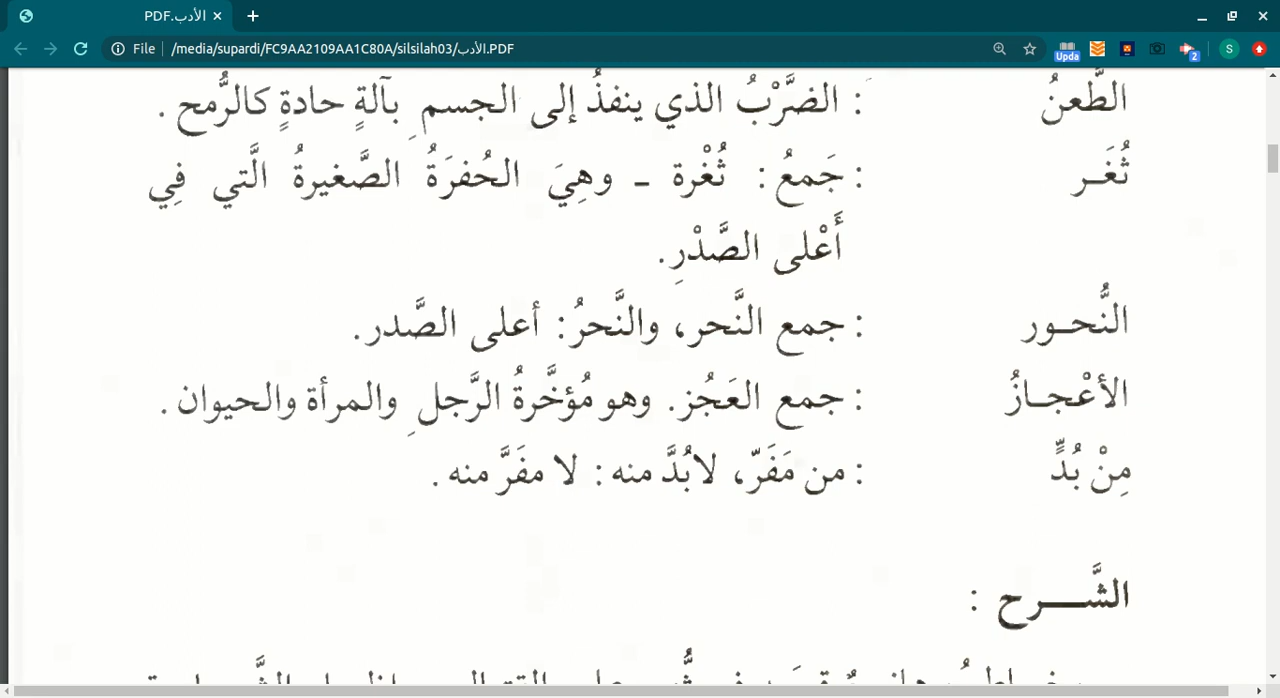 الأدب.PDF
File /media/supardi/FC9AA2109AA1C80A/silsilah03/الأدب.PDF
Upda
2
S
الطَّعنُ : الضَّرْبُ الذي ينفذُ إلى الجسمِ بآلةٍ حادةٍ كالرُّمح .
ثُغَـر : جَمعُ : ثُغْرة - وهِيَ الحُفرَةُ الصَّغيرةُ الَّتي فِي
أَعْلى الصَّدْرِ .
النُّحـور : جمع النَّحر، والنَّحرُ : أعلى الصَّدر .
الأعْجـازُ : جمع العَجُز . وهو مُؤخَّرةُ الرَّجلِ والمرأة والحيوان .
مِنْ بُدٍّ : من مَفَرّ، لابُدَّ منه : لا مفَرَّ منه .
الشَّـــرح :